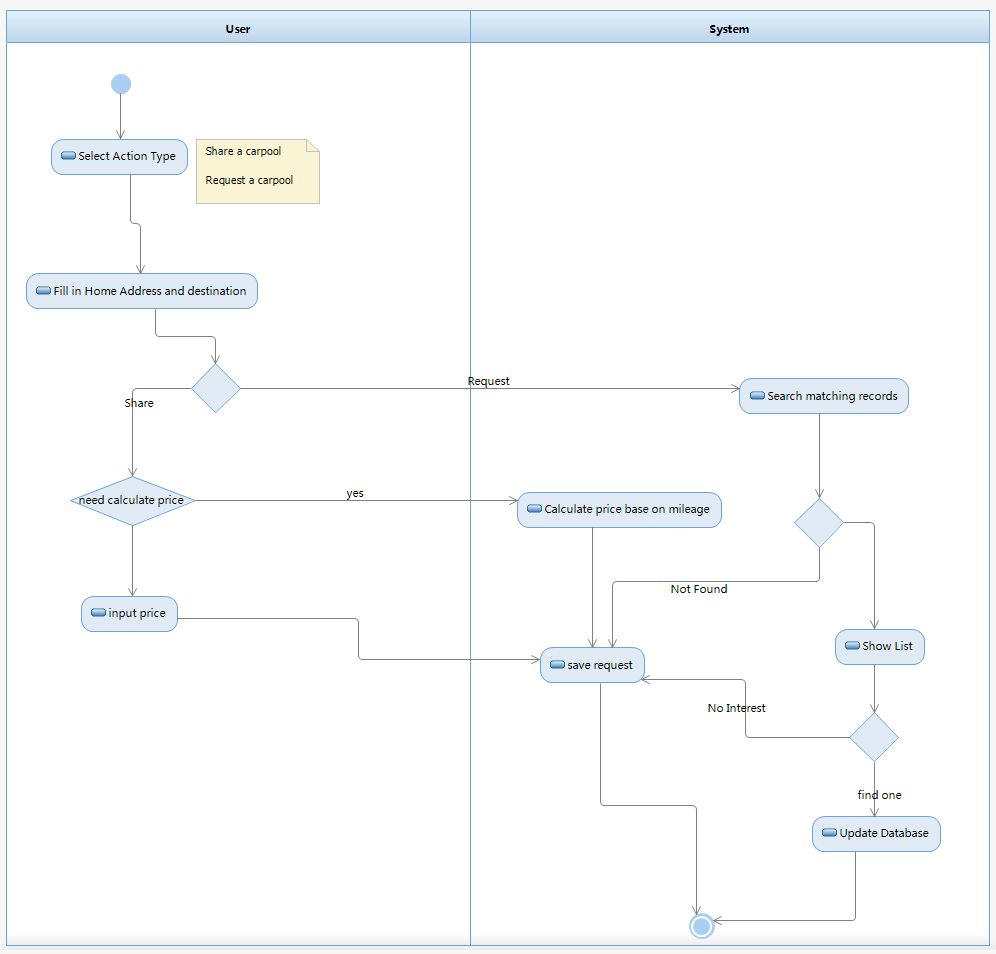 User
System
Select Action Type
Share a carpool
Request a carpool
Fill in Home Address and destination
Request
Share
Search matching records
need calculate price
yes
Calculate price base on mileage
Not Found
input price
Show List
save request
No Interest
find one
Update Database